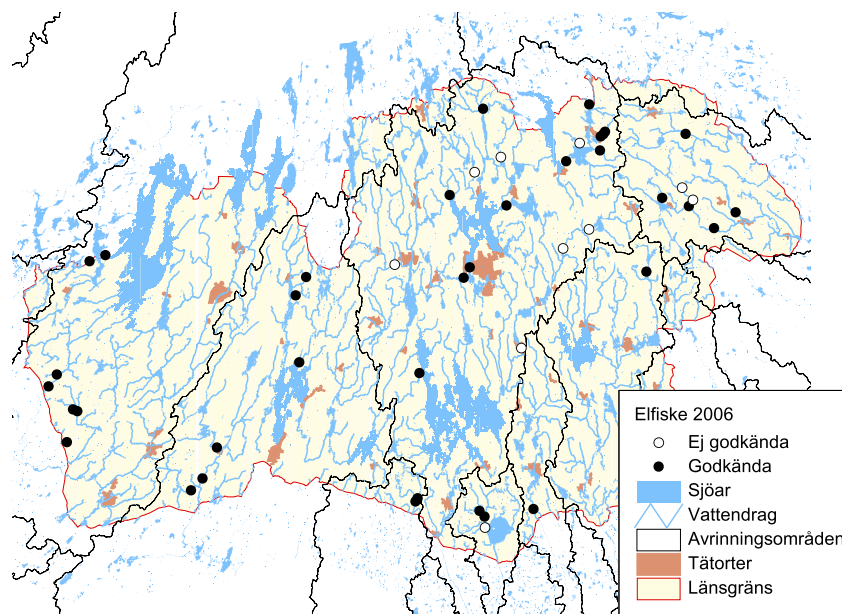 Elfiske 2006
Ej godkända
Godkända
Sjöar
Vattendrag
Avrinningsområden
Tätorter
Länsgräns